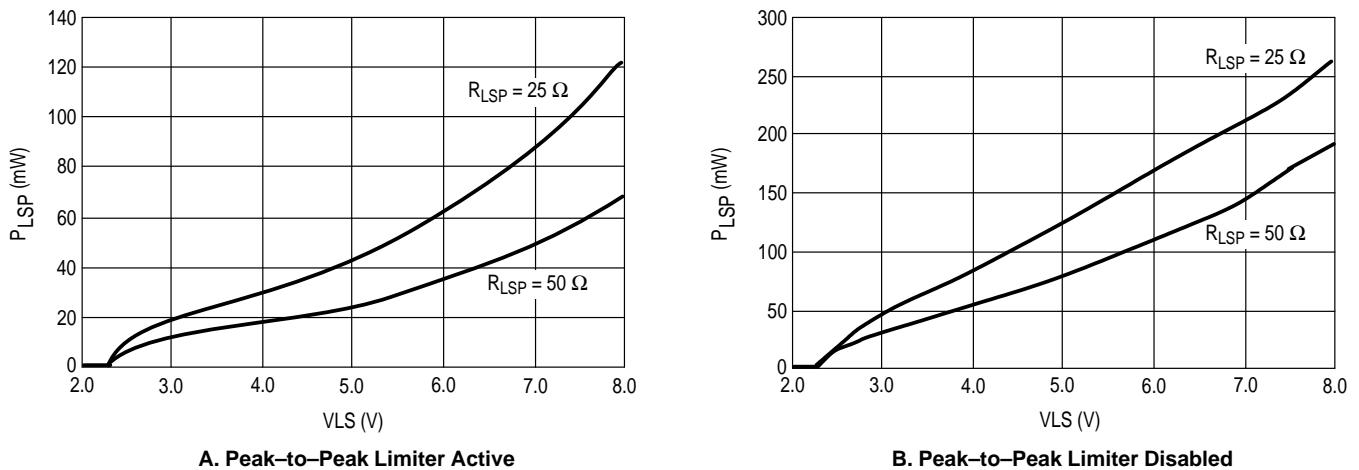 140
120
100
80
60
40
20
0
P_LSP (mW)
R_LSP = 25 Ω
R_LSP = 50 Ω
2.0 3.0 4.0 5.0 6.0 7.0 8.0
VLS (V)
A. Peak–to–Peak Limiter Active
300
250
200
150
100
50
0
P_LSP (mW)
R_LSP = 25 Ω
R_LSP = 50 Ω
2.0 3.0 4.0 5.0 6.0 7.0 8.0
VLS (V)
B. Peak–to–Peak Limiter Disabled